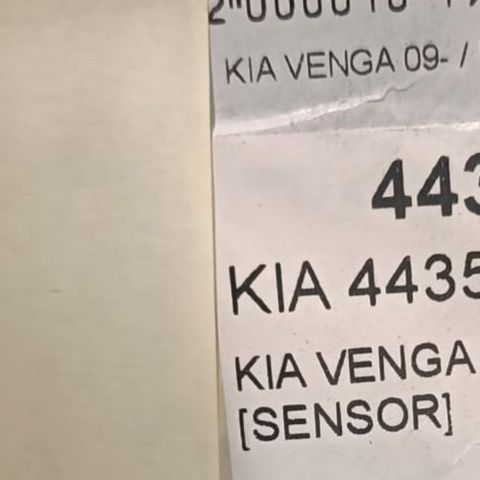 KIA VENGA 09- /
443
KIA 4435
KIA VENGA
[SENSOR]